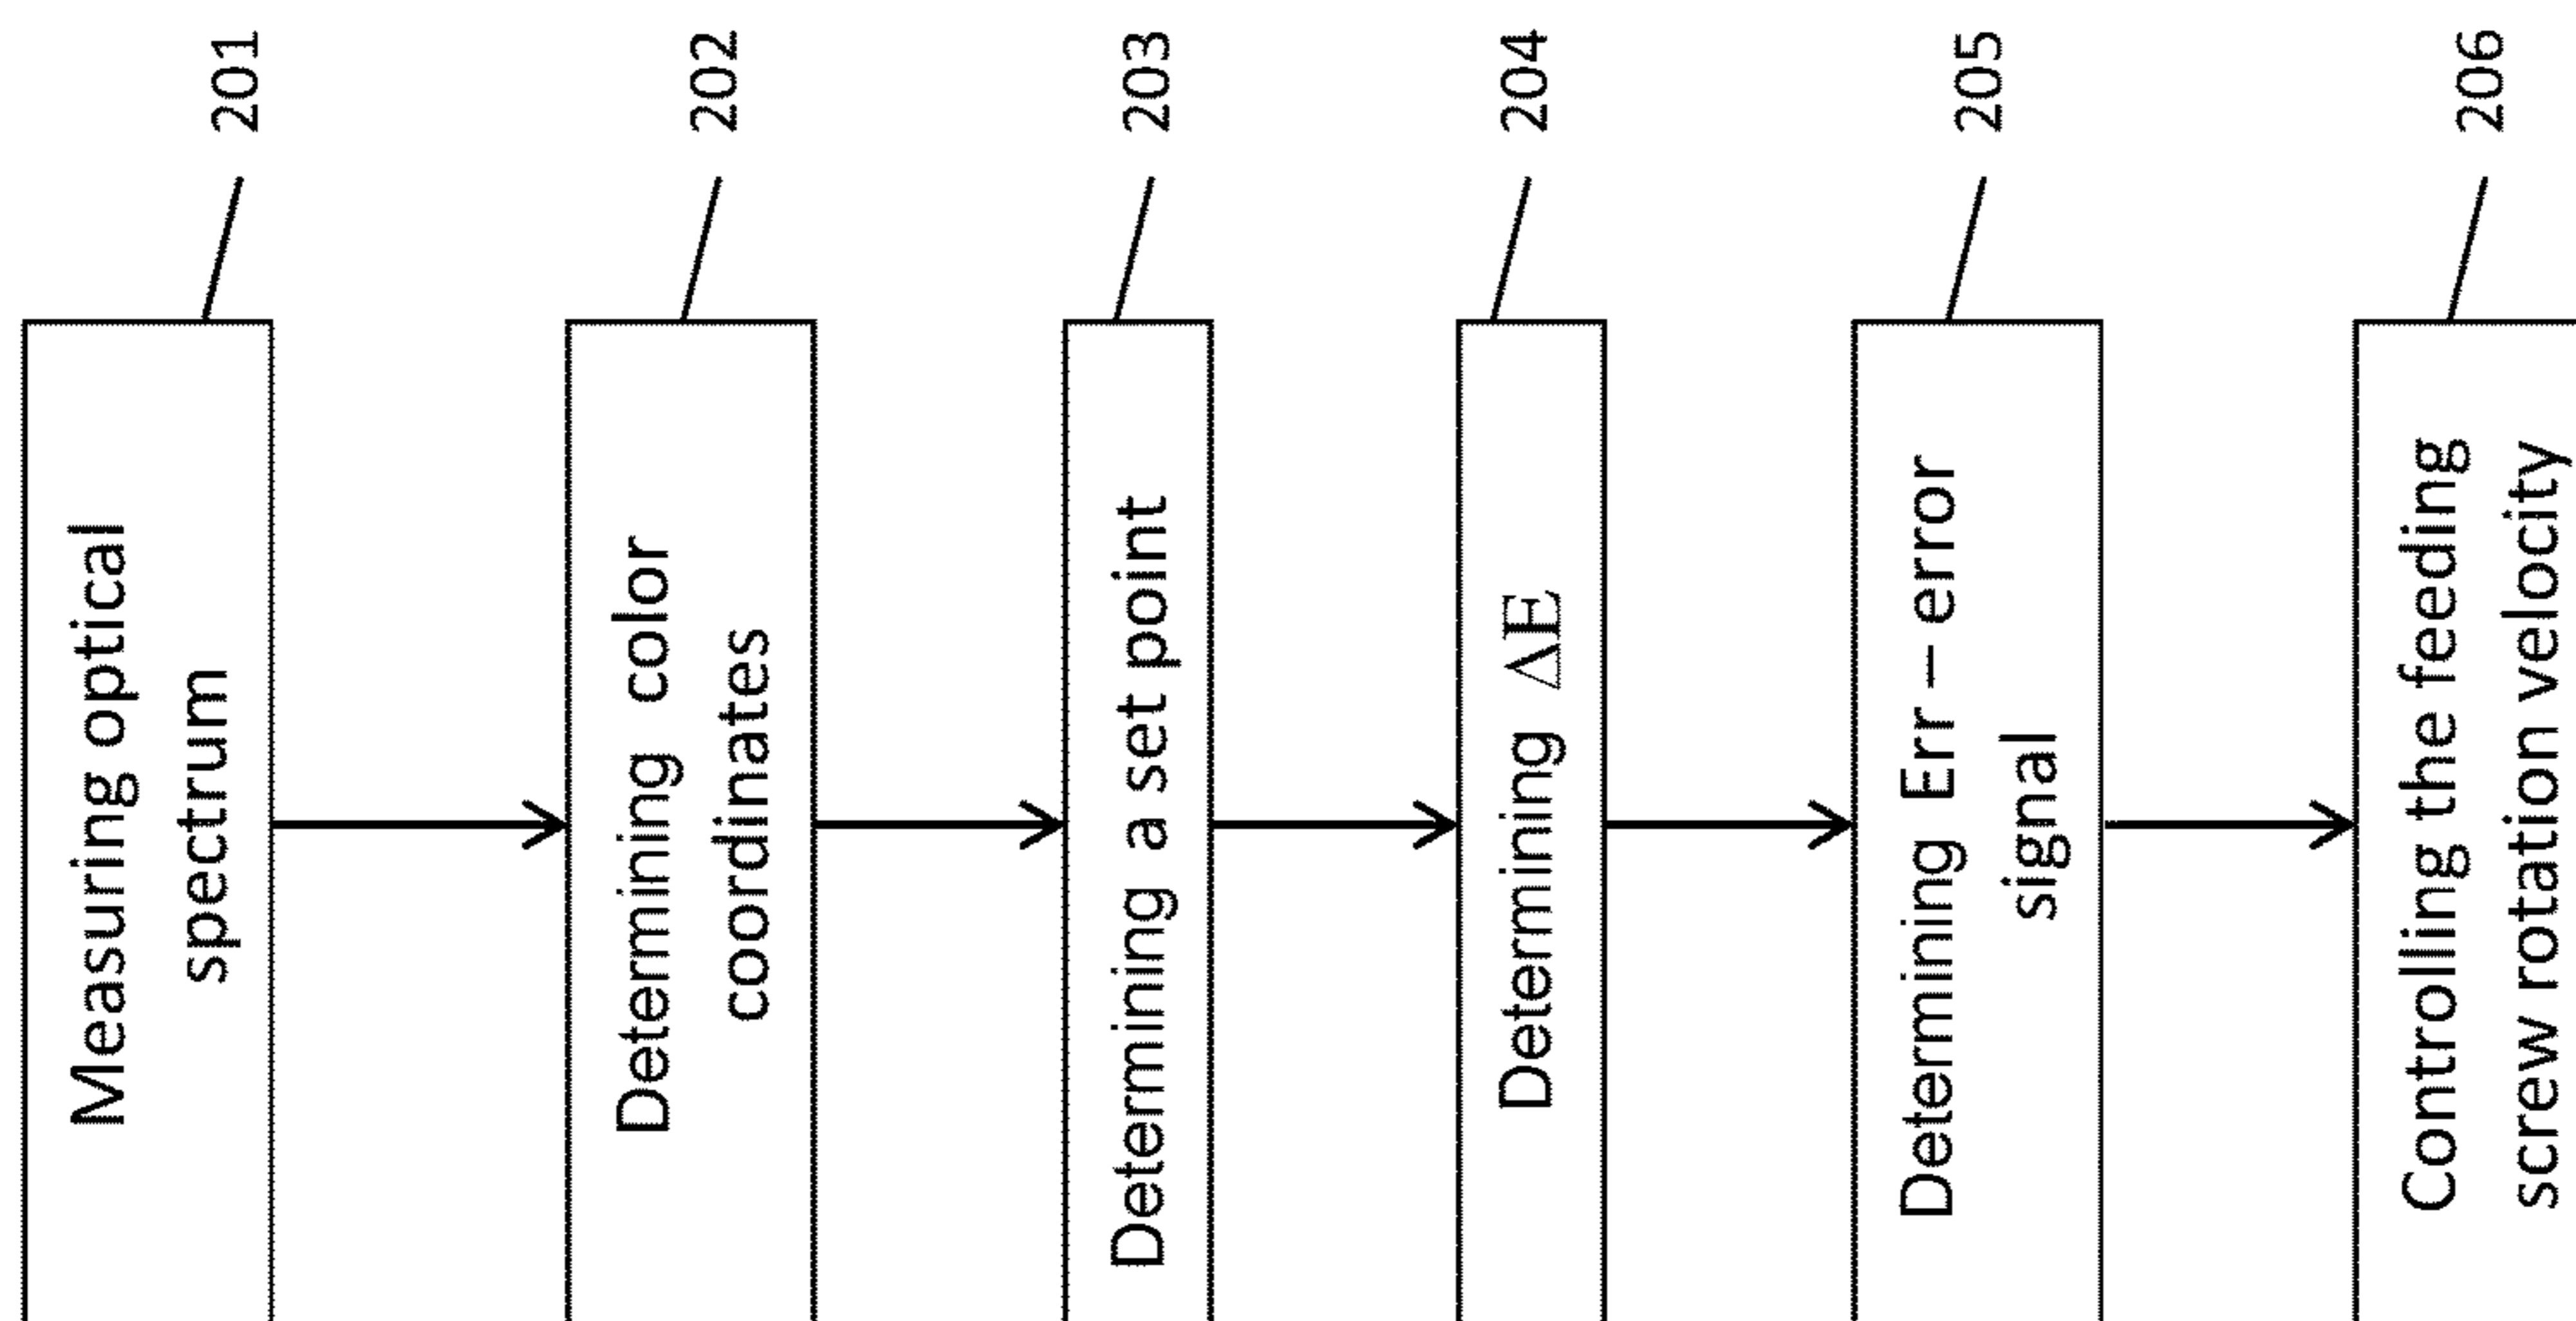 Measuring optical
spectrum
201
Determining color
coordinates
202
Determining a set point
203
Determining ΔE
204
Determining Err – error
signal
205
Controlling the feeding
screw rotation velocity
206